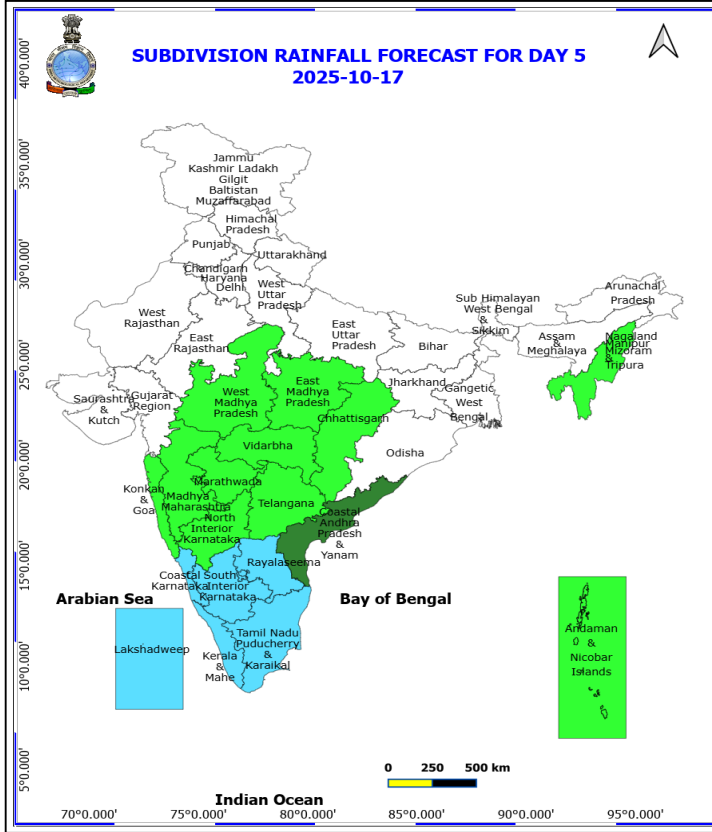 SUBDIVISION RAINFALL FORECAST FOR DAY 5
2025-10-17
40°0.000'
35°0.000'
30°0.000'
25°0.000'
20°0.000'
15°0.000'
10°0.000'
5°0.000'
Jammu
Kashmir Ladakh
Gilgit
Baltistan
Muzaffarabad
Himachal
Pradesh
Punjab
Uttarakhand
Chandigarh
Haryana
Delhi
West
Uttar
Pradesh
West
Rajasthan
East
Rajasthan
East
Uttar
Pradesh
Bihar
Sub Himalayan
West Bengal
&
Sikkim
Arunachal
Pradesh
Assam
&
Meghalaya
Nagaland
Manipur
Mizoram
&
Tripura
Saurashtra
&
Kutch
Gujarat
Region
West
Madhya
Pradesh
East
Madhya
Pradesh
Jharkhand
Gangetic
West
Bengal
Chhattisgarh
Odisha
Vidarbha
Konkan
&
Goa
Madhya
Maharashtra
Marathwada
Telangana
North
Interior
Karnataka
Coastal
Andhra
Pradesh
&
Yanam
Rayalaseema
Coastal
Karnataka
South
Interior
Karnataka
Arabian Sea
Bay of Bengal
Lakshadweep
Kerala
&
Mahe
Tamil Nadu
Puducherry
&
Karaikal
Andaman
&
Nicobar
Islands
0 250 500 km
Indian Ocean
70°0.000' 75°0.000' 80°0.000' 85°0.000' 90°0.000' 95°0.000'